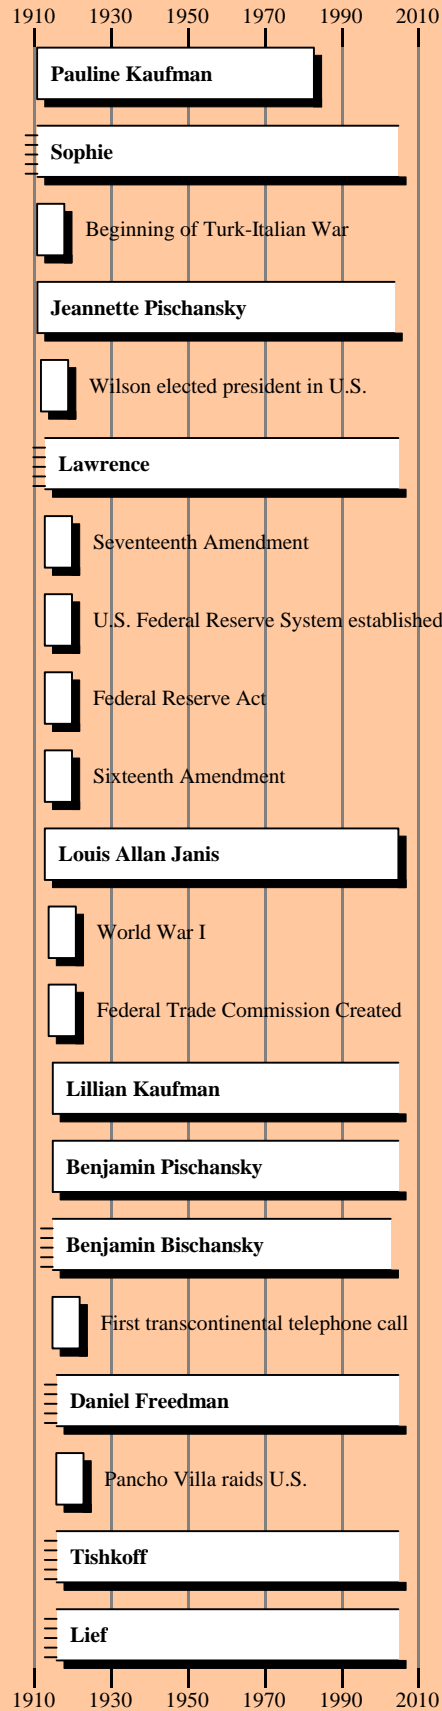 1910 1930 1950 1970 1990 2010
Pauline Kaufman
Sophie
Beginning of Turk-Italian War
Jeannette Pischansky
Wilson elected president in U.S.
Lawrence
Seventeenth Amendment
U.S. Federal Reserve System established
Federal Reserve Act
Sixteenth Amendment
Louis Allan Janis
World War I
Federal Trade Commission Created
Lillian Kaufman
Benjamin Pischansky
Benjamin Bischansky
First transcontinental telephone call
Daniel Freedman
Pancho Villa raids U.S.
Tishkoff
Lief
1910 1930 1950 1970 1990 2010